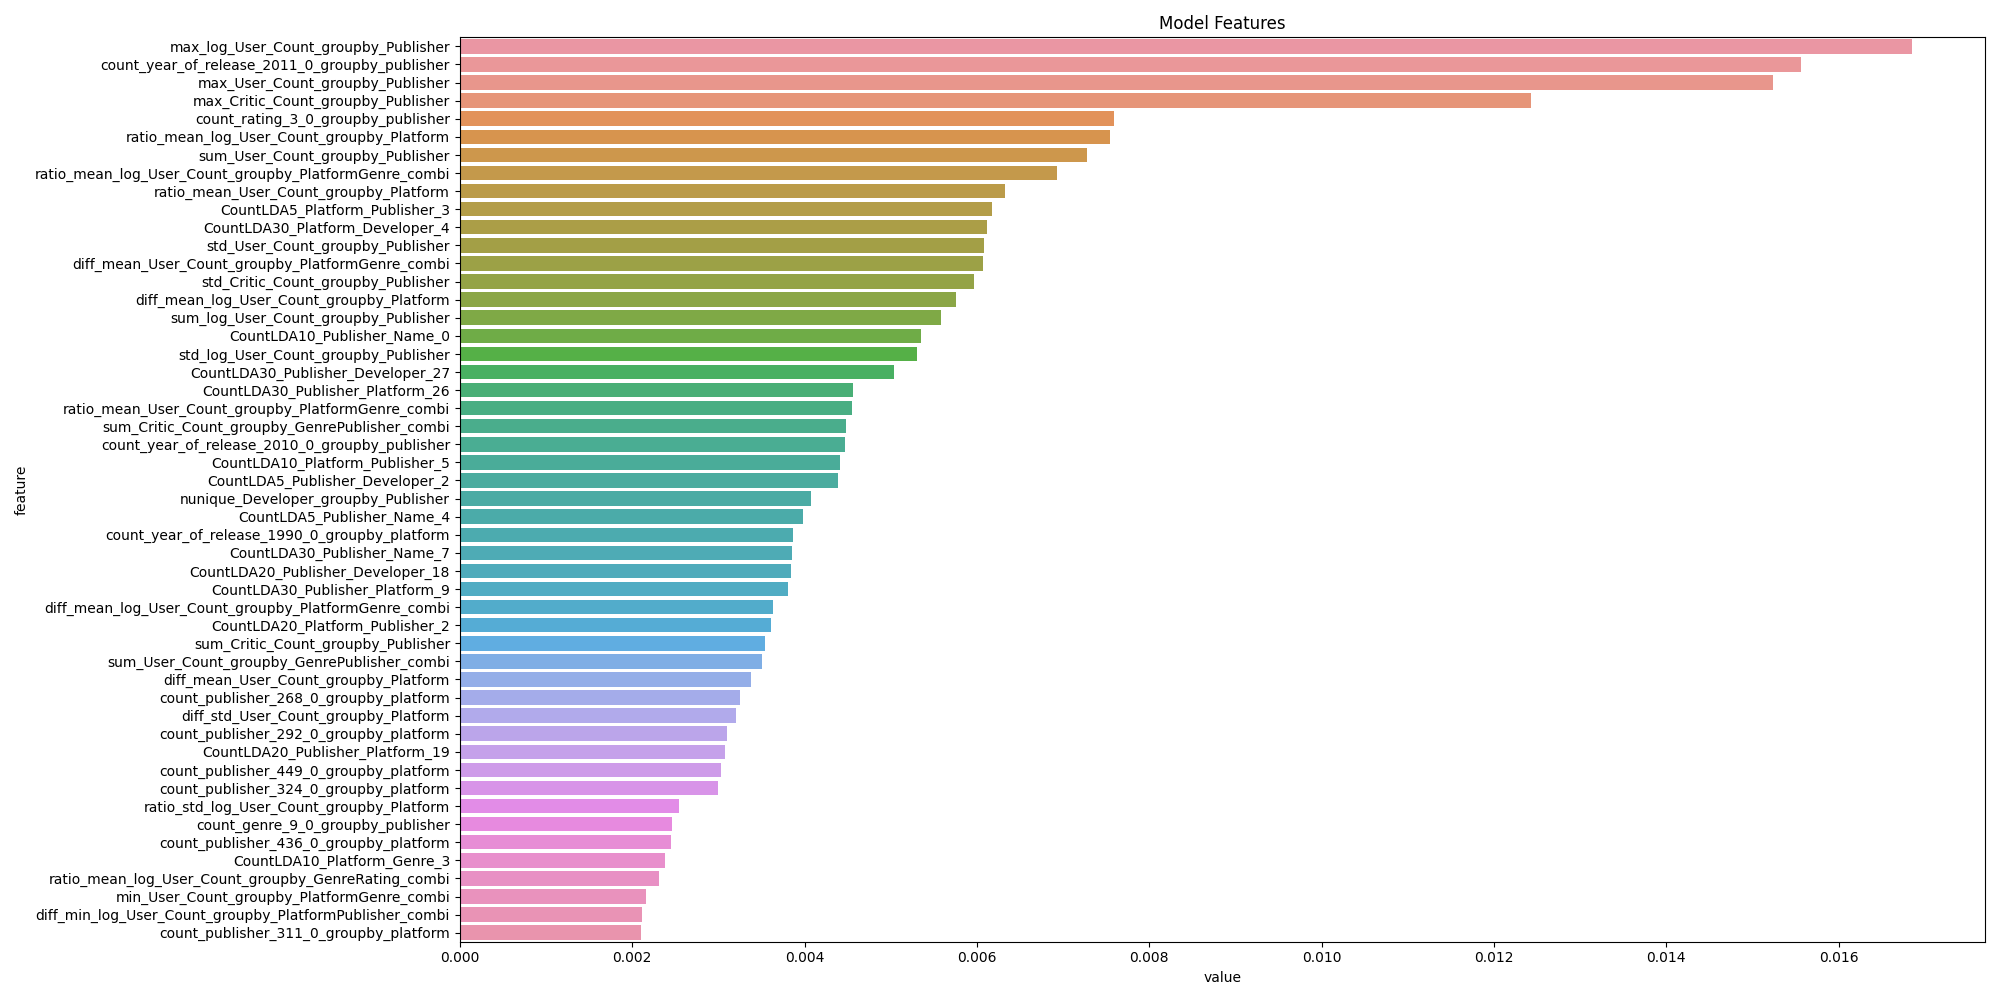 Model Features
max_log_User_Count_groupby_Publisher
count_year_of_release_2011_0_groupby_publisher
max_User_Count_groupby_Publisher
max_Critic_Count_groupby_Publisher
count_rating_3_0_groupby_publisher
ratio_mean_log_User_Count_groupby_Platform
sum_User_Count_groupby_Publisher
ratio_mean_log_User_Count_groupby_PlatformGenre_combi
ratio_mean_User_Count_groupby_Platform
CountLDA5_Platform_Publisher_3
CountLDA30_Platform_Developer_4
std_User_Count_groupby_Publisher
diff_mean_User_Count_groupby_PlatformGenre_combi
std_Critic_Count_groupby_Publisher
diff_mean_log_User_Count_groupby_Platform
sum_log_User_Count_groupby_Publisher
CountLDA10_Publisher_Name_0
std_log_User_Count_groupby_Publisher
CountLDA30_Publisher_Developer_27
CountLDA30_Publisher_Platform_26
ratio_mean_User_Count_groupby_PlatformGenre_combi
sum_Critic_Count_groupby_GenrePublisher_combi
count_year_of_release_2010_0_groupby_publisher
CountLDA10_Platform_Publisher_5
CountLDA5_Publisher_Developer_2
nunique_Developer_groupby_Publisher
CountLDA5_Publisher_Name_4
count_year_of_release_1990_0_groupby_platform
CountLDA30_Publisher_Name_7
CountLDA20_Publisher_Developer_18
CountLDA30_Publisher_Platform_9
diff_mean_log_User_Count_groupby_PlatformGenre_combi
CountLDA20_Platform_Publisher_2
sum_Critic_Count_groupby_Publisher
sum_User_Count_groupby_GenrePublisher_combi
diff_mean_User_Count_groupby_Platform
count_publisher_268_0_groupby_platform
diff_std_User_Count_groupby_Platform
count_publisher_292_0_groupby_platform
CountLDA20_Publisher_Platform_19
count_publisher_449_0_groupby_platform
count_publisher_324_0_groupby_platform
ratio_std_log_User_Count_groupby_Platform
count_genre_9_0_groupby_publisher
count_publisher_436_0_groupby_platform
CountLDA10_Platform_Genre_3
ratio_mean_log_User_Count_groupby_GenreRating_combi
min_User_Count_groupby_PlatformGenre_combi
diff_min_log_User_Count_groupby_PlatformPublisher_combi
count_publisher_311_0_groupby_platform
feature
0.000 0.002 0.004 0.006 0.008 0.010 0.012 0.014 0.016
value